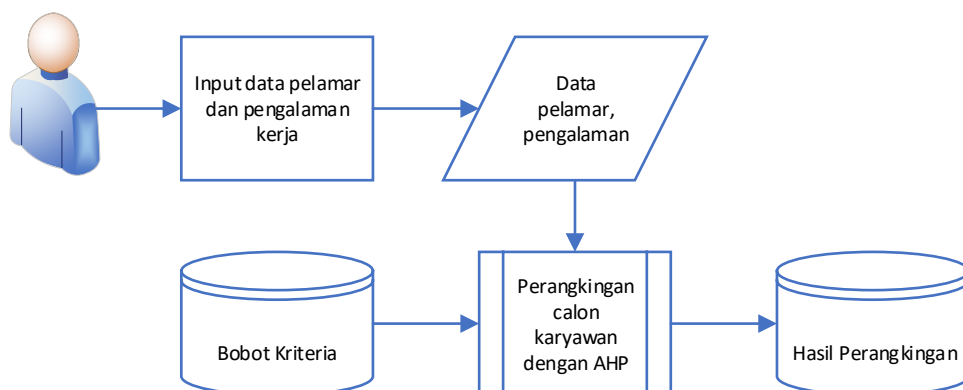 Input data pelamar
dan pengalaman
kerja
Data
pelamar,
pengalaman
Bobot Kriteria
Perangkingan
calon
karyawan
dengan AHP
Hasil Perangkingan